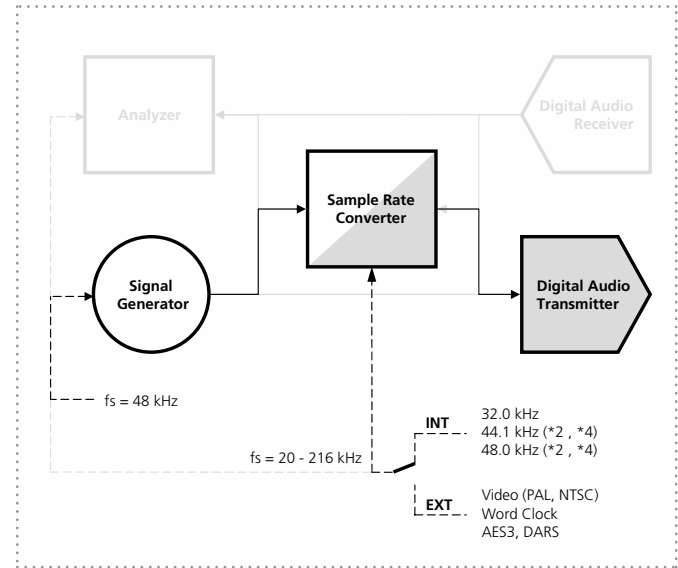 Analyzer
Digital Audio
Receiver
Sample Rate
Converter
Signal
Generator
Digital Audio
Transmitter
fs = 48 kHz
INT
32.0 kHz
44.1 kHz (*2 , *4)
48.0 kHz (*2 , *4)
fs = 20 - 216 kHz
EXT
Video (PAL, NTSC)
Word Clock
AES3, DARS